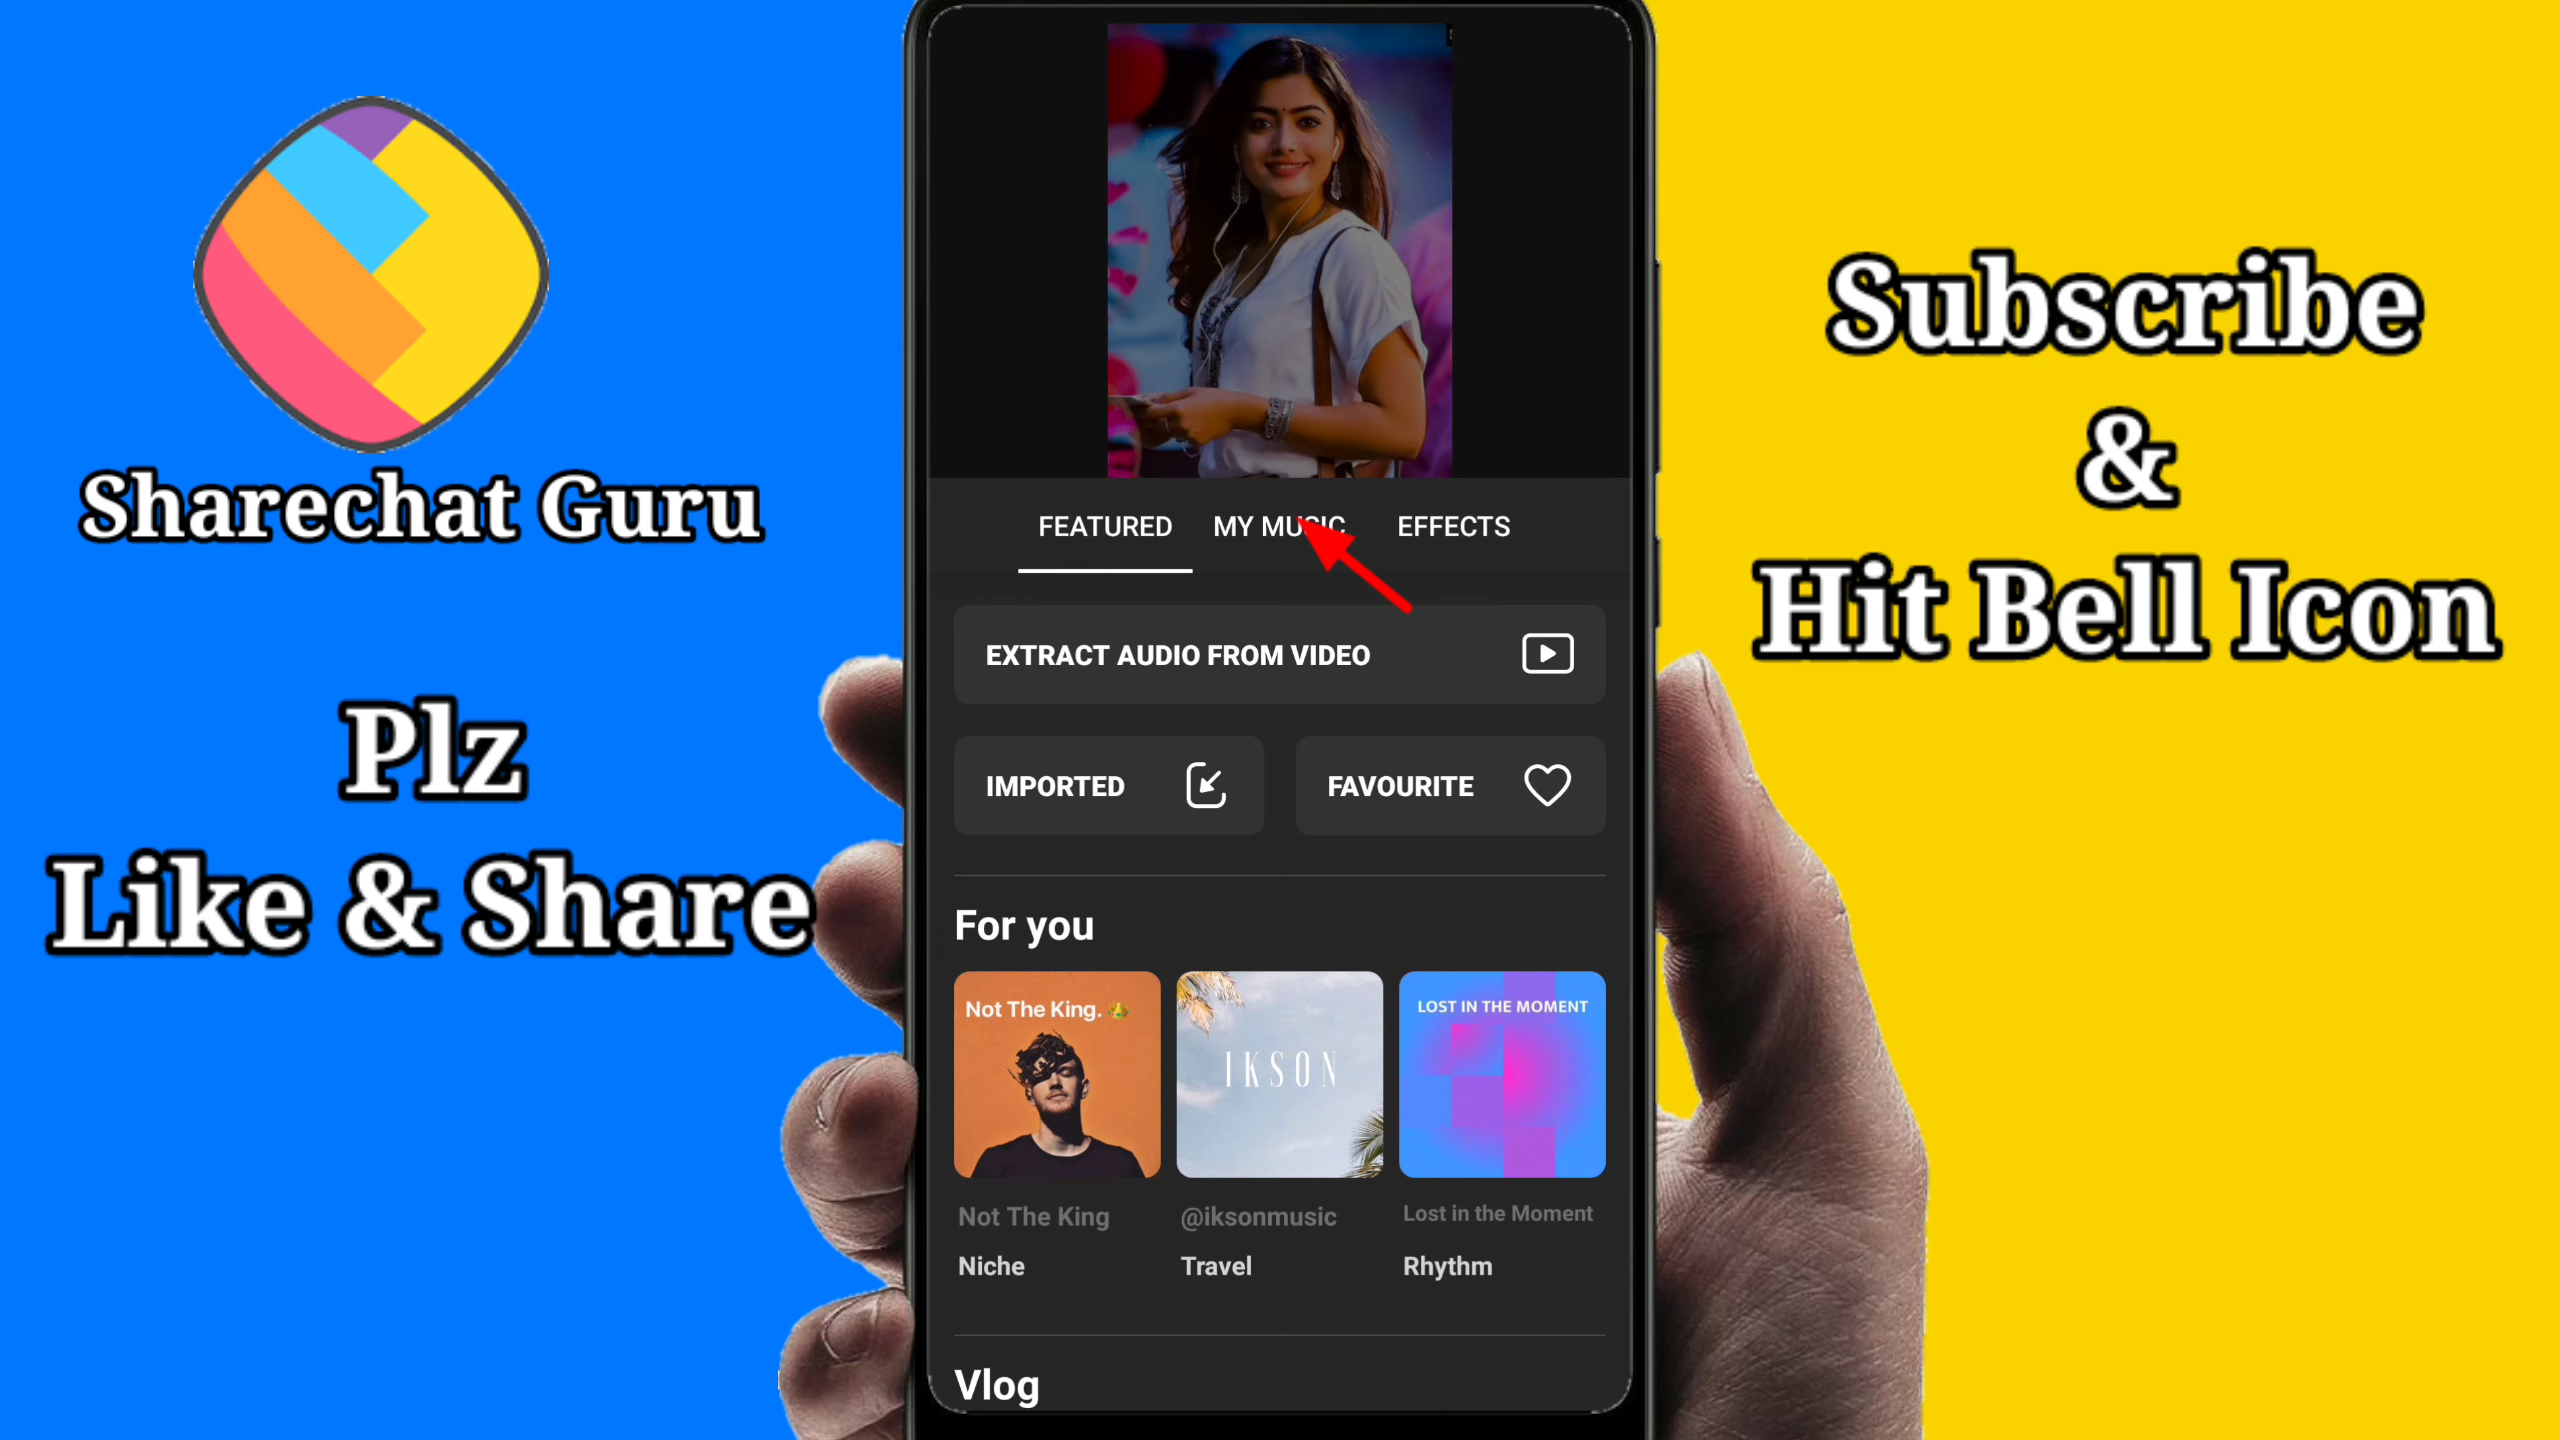 Sharechat Guru
Plz
Like & Share
FEATURED
MY MUSIC
EFFECTS
EXTRACT AUDIO FROM VIDEO
IMPORTED
FAVOURITE
For you
Not The King.
IKSON
LOST IN THE MOMENT
Not The King
@iksonmusic
Lost in the Moment
Niche
Travel
Rhythm
Vlog
Subscribe
&
Hit Bell Icon